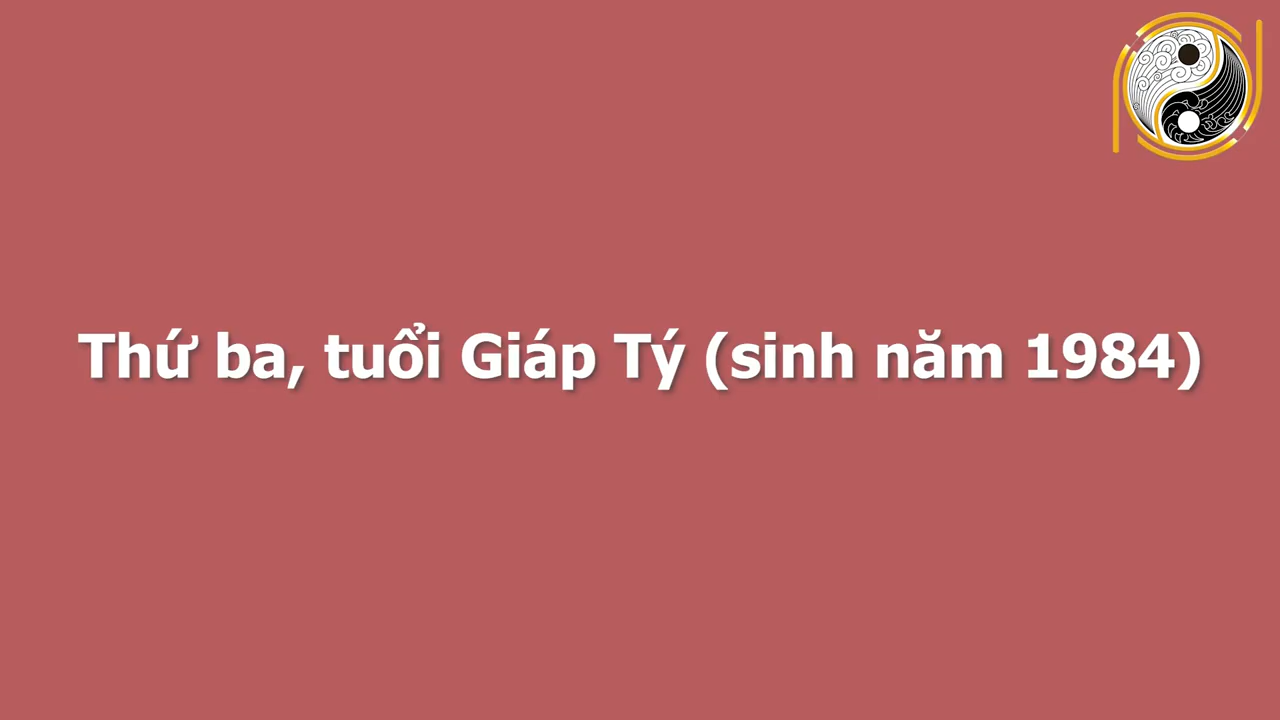 Thứ ba, tuổi Giáp Tý (sinh năm 1984)